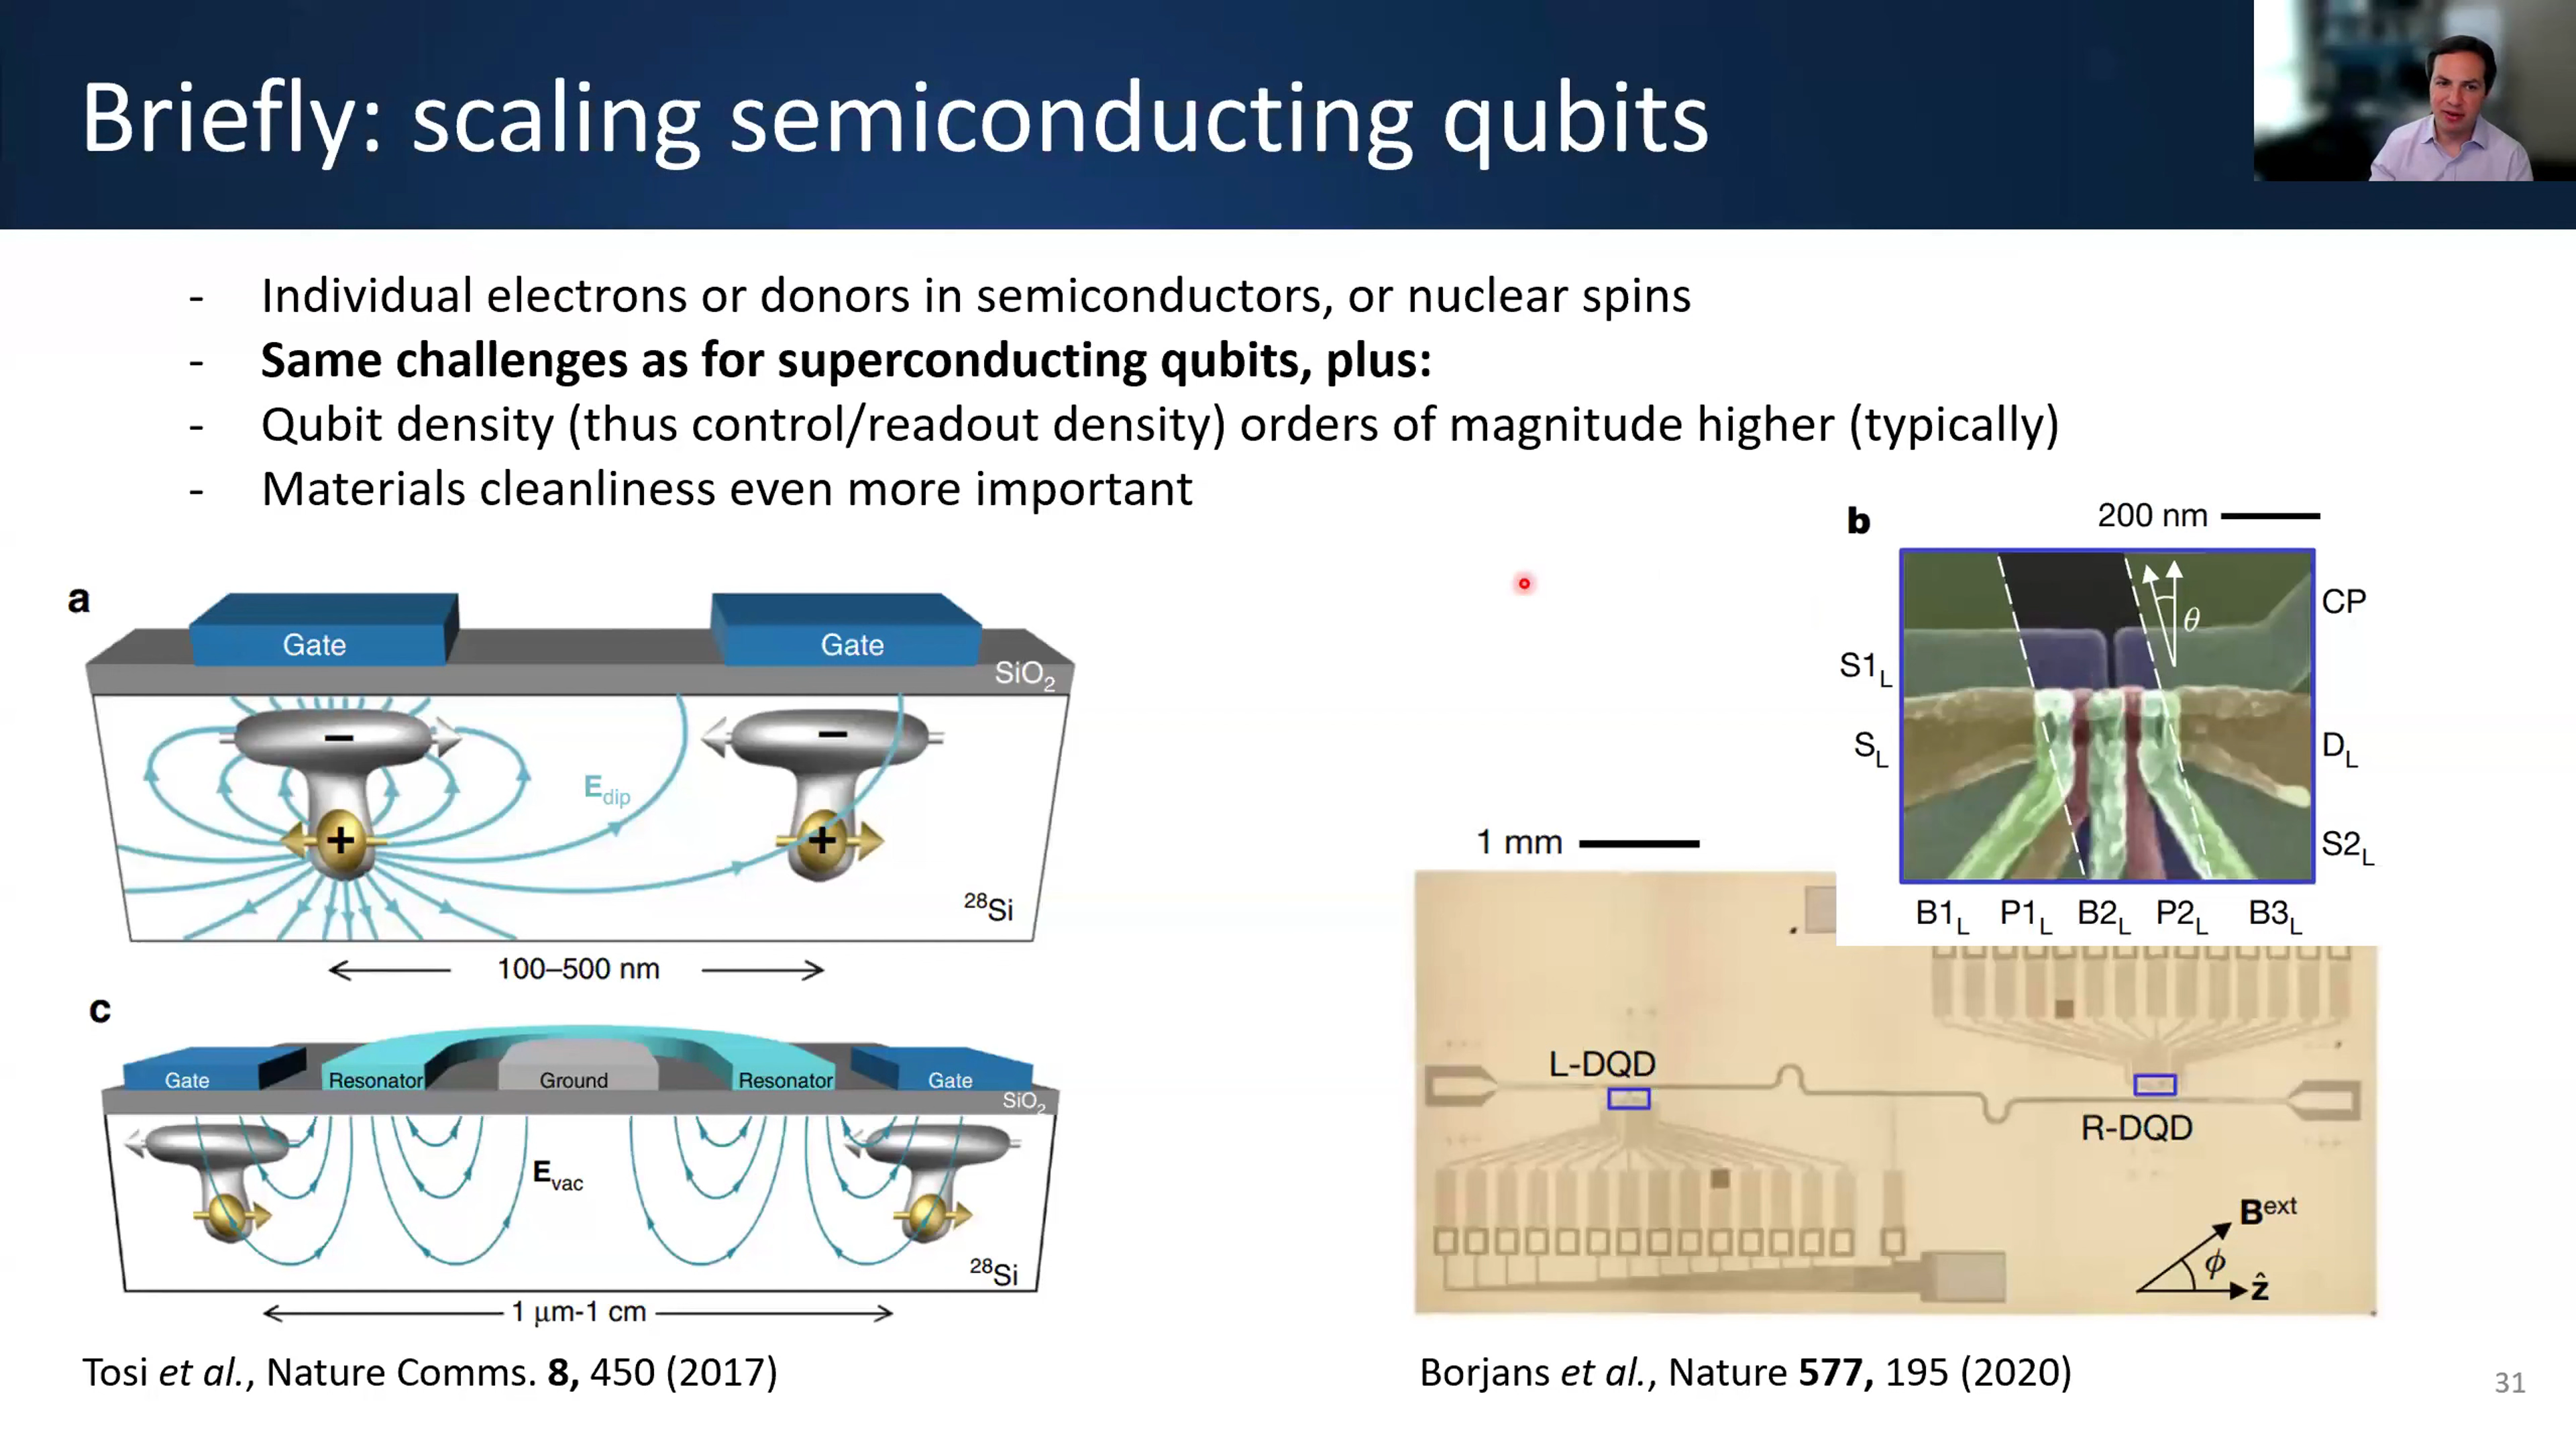 Briefly: scaling semiconducting qubits
- Individual electrons or donors in semiconductors, or nuclear spins
- Same challenges as for superconducting qubits, plus:
- Qubit density (thus control/readout density) orders of magnitude higher (typically)
- Materials cleanliness even more important
a
Gate
Gate
SiO2
−
−
Edip
+
+
28Si
100–500 nm
c
Gate
Resonator
Ground
Resonator
Gate
SiO2
Evac
28Si
1 μm-1 cm
Tosi et al., Nature Comms. 8, 450 (2017)
b
200 nm
θ
CP
S1L
SL
DL
S2L
B1L P1L B2L P2L B3L
1 mm
L-DQD
R-DQD
Bext
ϕ
ẑ
Borjans et al., Nature 577, 195 (2020)
31